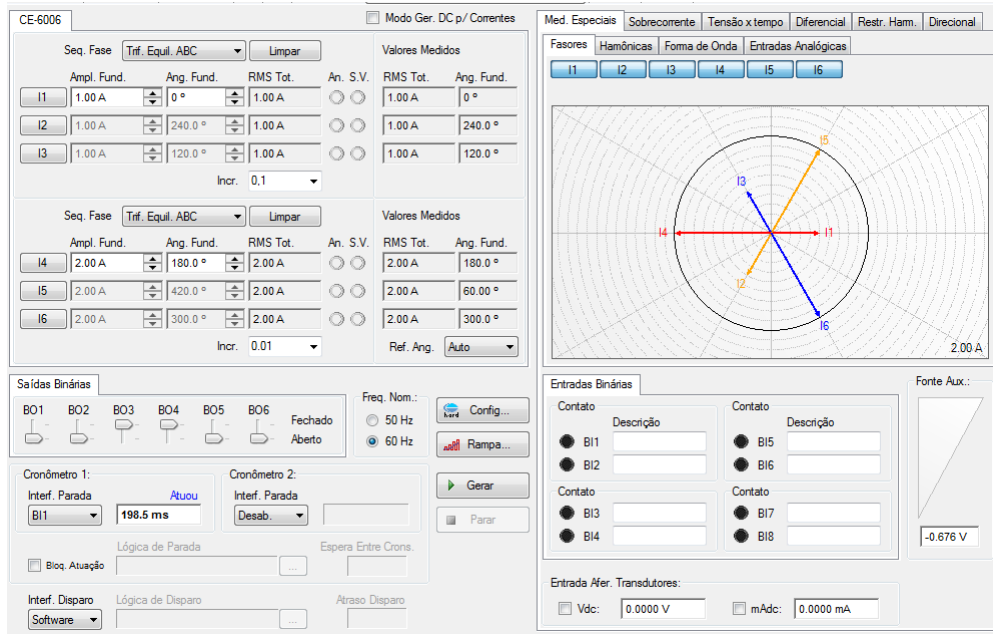 CE-6006
Modo Ger. DC p/ Correntes
Seq. Fase Trif. Equil. ABC Limpar Valores Medidos
Ampl. Fund. Ang. Fund. RMS Tot. An. S.V. RMS Tot. Ang. Fund.
I1 1.00 A 0 º 1.00 A 1.00 A 0 º
I2 1.00 A 240.0 º 1.00 A 1.00 A 240.0 º
I3 1.00 A 120.0 º 1.00 A 1.00 A 120.0 º
Incr. 0,1
Seq. Fase Trif. Equil. ABC Limpar Valores Medidos
Ampl. Fund. Ang. Fund. RMS Tot. An. S.V. RMS Tot. Ang. Fund.
I4 2.00 A 180.0 º 2.00 A 2.00 A 180.0 º
I5 2.00 A 420.0 º 2.00 A 2.00 A 60.00 º
I6 2.00 A 300.0 º 2.00 A 2.00 A 300.0 º
Incr. 0.01 Ref. Ang. Auto
Med. Especiais Sobrecorrente Tensão x tempo Diferencial Restr. Harm. Direcional
Fasores Harmônicas Forma de Onda Entradas Analógicas
I1 I2 I3 I4 I5 I6
I5
I3
I4 I1
I2
I6
2.00 A
Saídas Binárias
BO1 BO2 BO3 BO4 BO5 BO6
Fechado
Aberto
Freq. Nom.:
50 Hz
60 Hz
Config...
Rampa...
Gerar
Parar
Cronômetro 1:
Interf. Parada Atuou
BI1 198.5 ms
Cronômetro 2:
Interf. Parada
Desab.
Lógica de Parada Espera Entre Crons.
Bloq. Atuação ...
Interf. Disparo Lógica de Disparo Atraso Disparo
Software ...
Entradas Binárias
Contato Contato
Descrição Descrição
BI1 BI5
BI2 BI6
Contato Contato
BI3 BI7
BI4 BI8
Fonte Aux.:
-0.676 V
Entrada Afer. Transdutores:
Vdc: 0.0000 V mAdc: 0.0000 mA